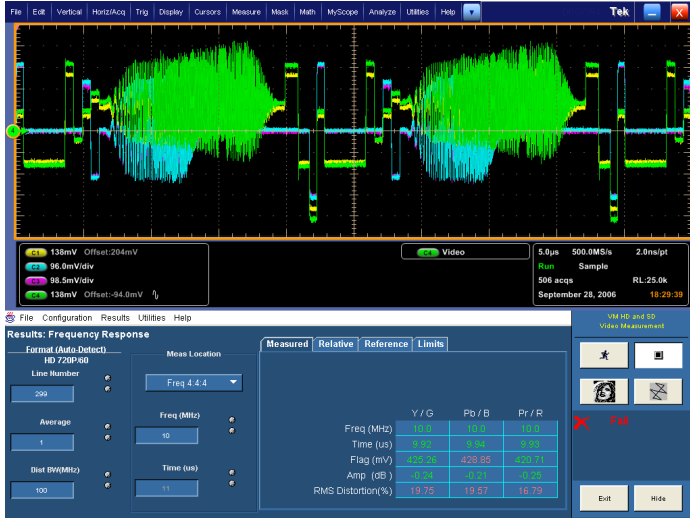 File Edit Vertical Horiz/Acq Trig Display Cursors Measure Mask Math MyScope Analyze Utilities Help Tek X
4
C1 138mV Offset:204mV
C2 96.0mV/div
C3 98.5mV/div
C4 138mV Offset:-94.0mV
C4 Video
5.0µs 500.0MS/s 2.0ns/pt
Run Sample
506 acqs RL:25.0k
September 28, 2006 18:29:39
File Configuration Results Utilities Help
Results: Frequency Response
Format (Auto-Detect)
HD 720P/60
Line Number
299
Average
1
Dist BW(MHz)
100
Meas Location
Freq 4:4:4
Freq (MHz)
10
Time (us)
11
Measured Relative Reference Limits
Y / G Pb / B Pr / R
Freq (MHz) 10.0 10.0 10.0
Time (us) 9.92 9.94 9.93
Flag (mV) 425.26 428.85 420.71
Amp (dB ) -0.24 -0.21 -0.25
RMS Distortion(%) 19.75 19.57 16.79
VM HD and SD
Video Measurement
Fail
Exit Hide